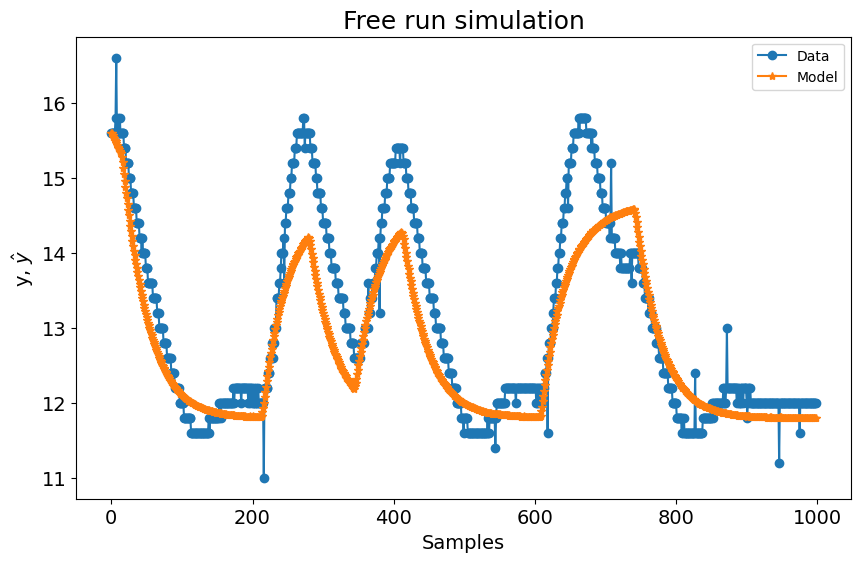 Free run simulation
Data
Model
y, ŷ
16
15
14
13
12
11
0 200 400 600 800 1000
Samples